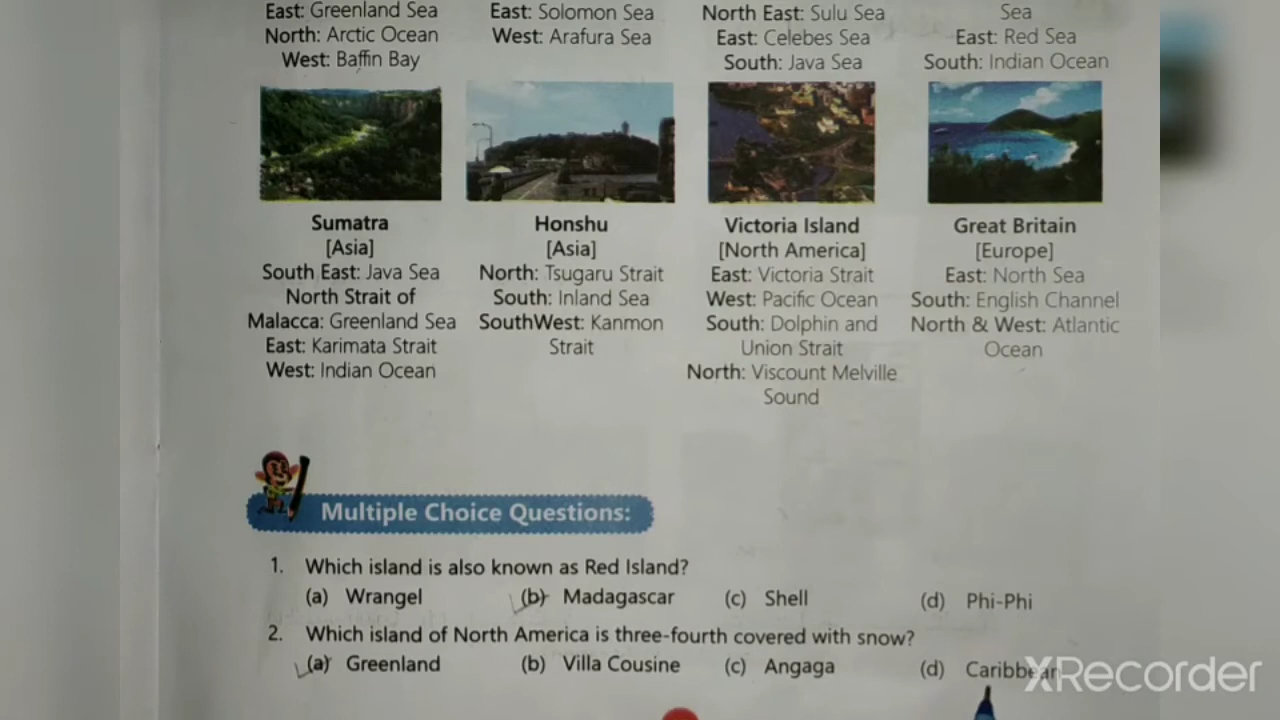 East: Greenland Sea
North: Arctic Ocean
West: Baffin Bay
East: Solomon Sea
West: Arafura Sea
North East: Sulu Sea
East: Celebes Sea
South: Java Sea
Sea
East: Red Sea
South: Indian Ocean
Sumatra
[Asia]
South East: Java Sea
North Strait of
Malacca: Greenland Sea
East: Karimata Strait
West: Indian Ocean
Honshu
[Asia]
North: Tsugaru Strait
South: Inland Sea
SouthWest: Kanmon
Strait
Victoria Island
[North America]
East: Victoria Strait
West: Pacific Ocean
South: Dolphin and
Union Strait
North: Viscount Melville
Sound
Great Britain
[Europe]
East: North Sea
South: English Channel
North & West: Atlantic
Ocean
Multiple Choice Questions:
1. Which island is also known as Red Island?
(a) Wrangel (b) Madagascar (c) Shell (d) Phi-Phi
2. Which island of North America is three-fourth covered with snow?
(a) Greenland (b) Villa Cousine (c) Angaga (d) Caribbean
XRecorder